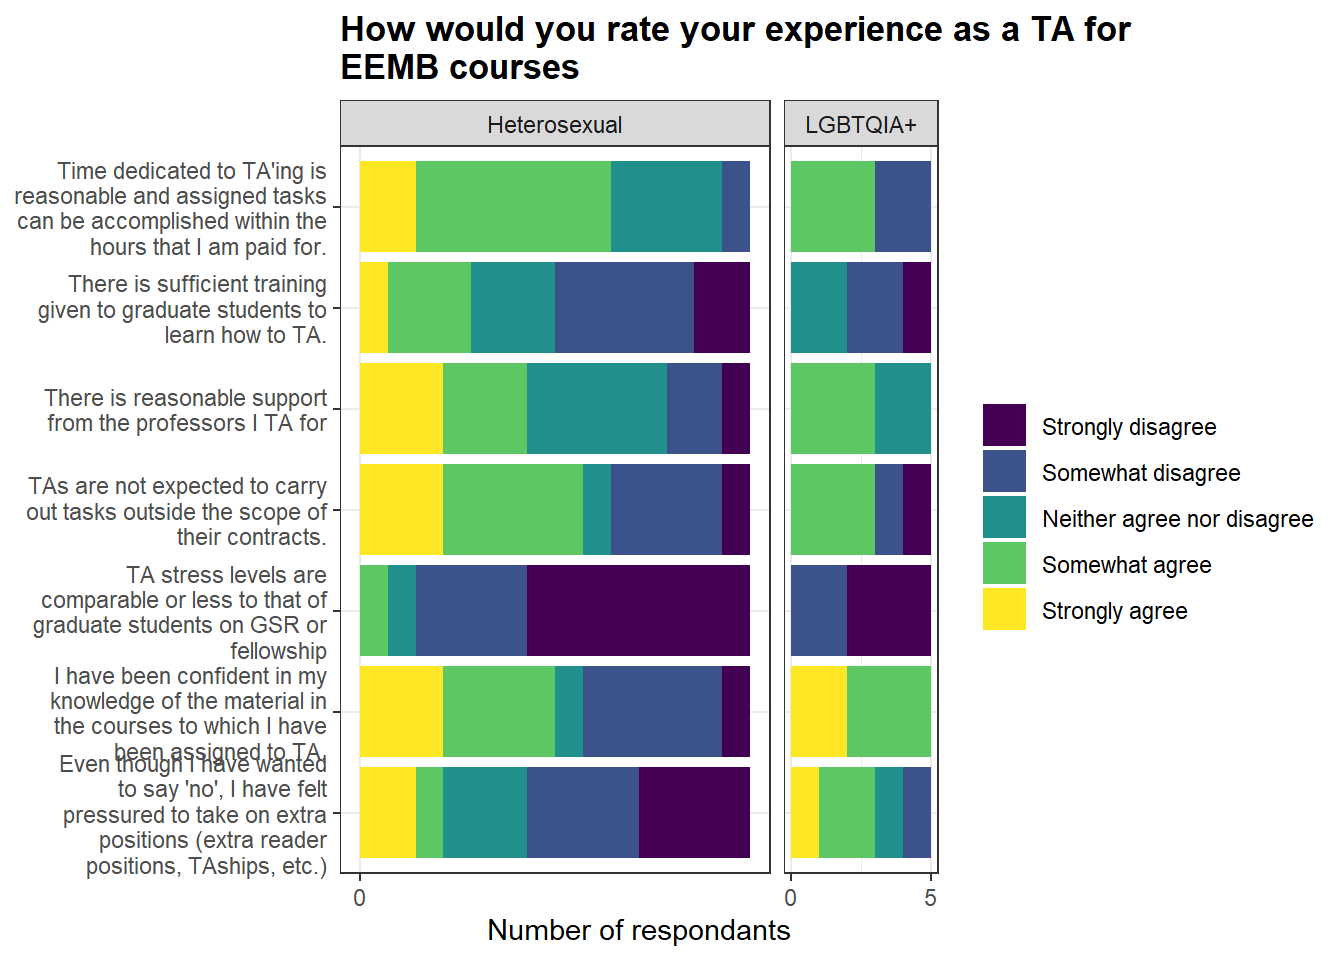 How would you rate your experience as a TA for
EEMB courses
Heterosexual
LGBTQIA+
Time dedicated to TA'ing is
reasonable and assigned tasks
can be accomplished within the
hours that I am paid for.
There is sufficient training
given to graduate students to
learn how to TA.
There is reasonable support
from the professors I TA for
TAs are not expected to carry
out tasks outside the scope of
their contracts.
TA stress levels are
comparable or less to that of
graduate students on GSR or
fellowship
I have been confident in my
knowledge of the material in
the courses to which I have
been assigned to TA.
Even though I have wanted
to say 'no', I have felt
pressured to take on extra
positions (extra reader
positions, TAships, etc.)
Strongly disagree
Somewhat disagree
Neither agree nor disagree
Somewhat agree
Strongly agree
0
0
5
Number of respondants